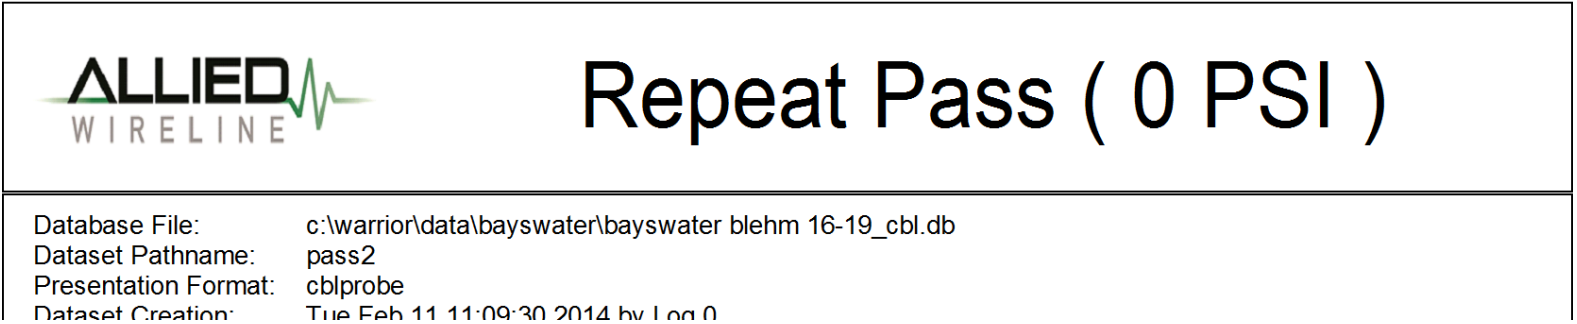 ALLIED
WIRELINE
Repeat Pass ( 0 PSI )
Database File: c:\warrior\data\bayswater\bayswater blehm 16-19_cbl.db
Dataset Pathname: pass2
Presentation Format: cblprobe
Dataset Creation: Tue Feb 11 11:09:30 2014 by Log 0